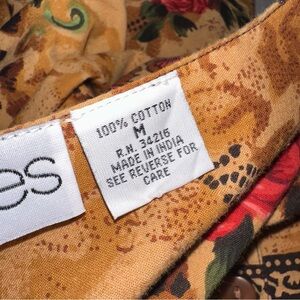 100% COTTON
M
R.N. 34216
MADE IN INDIA
SEE REVERSE FOR
CARE
es